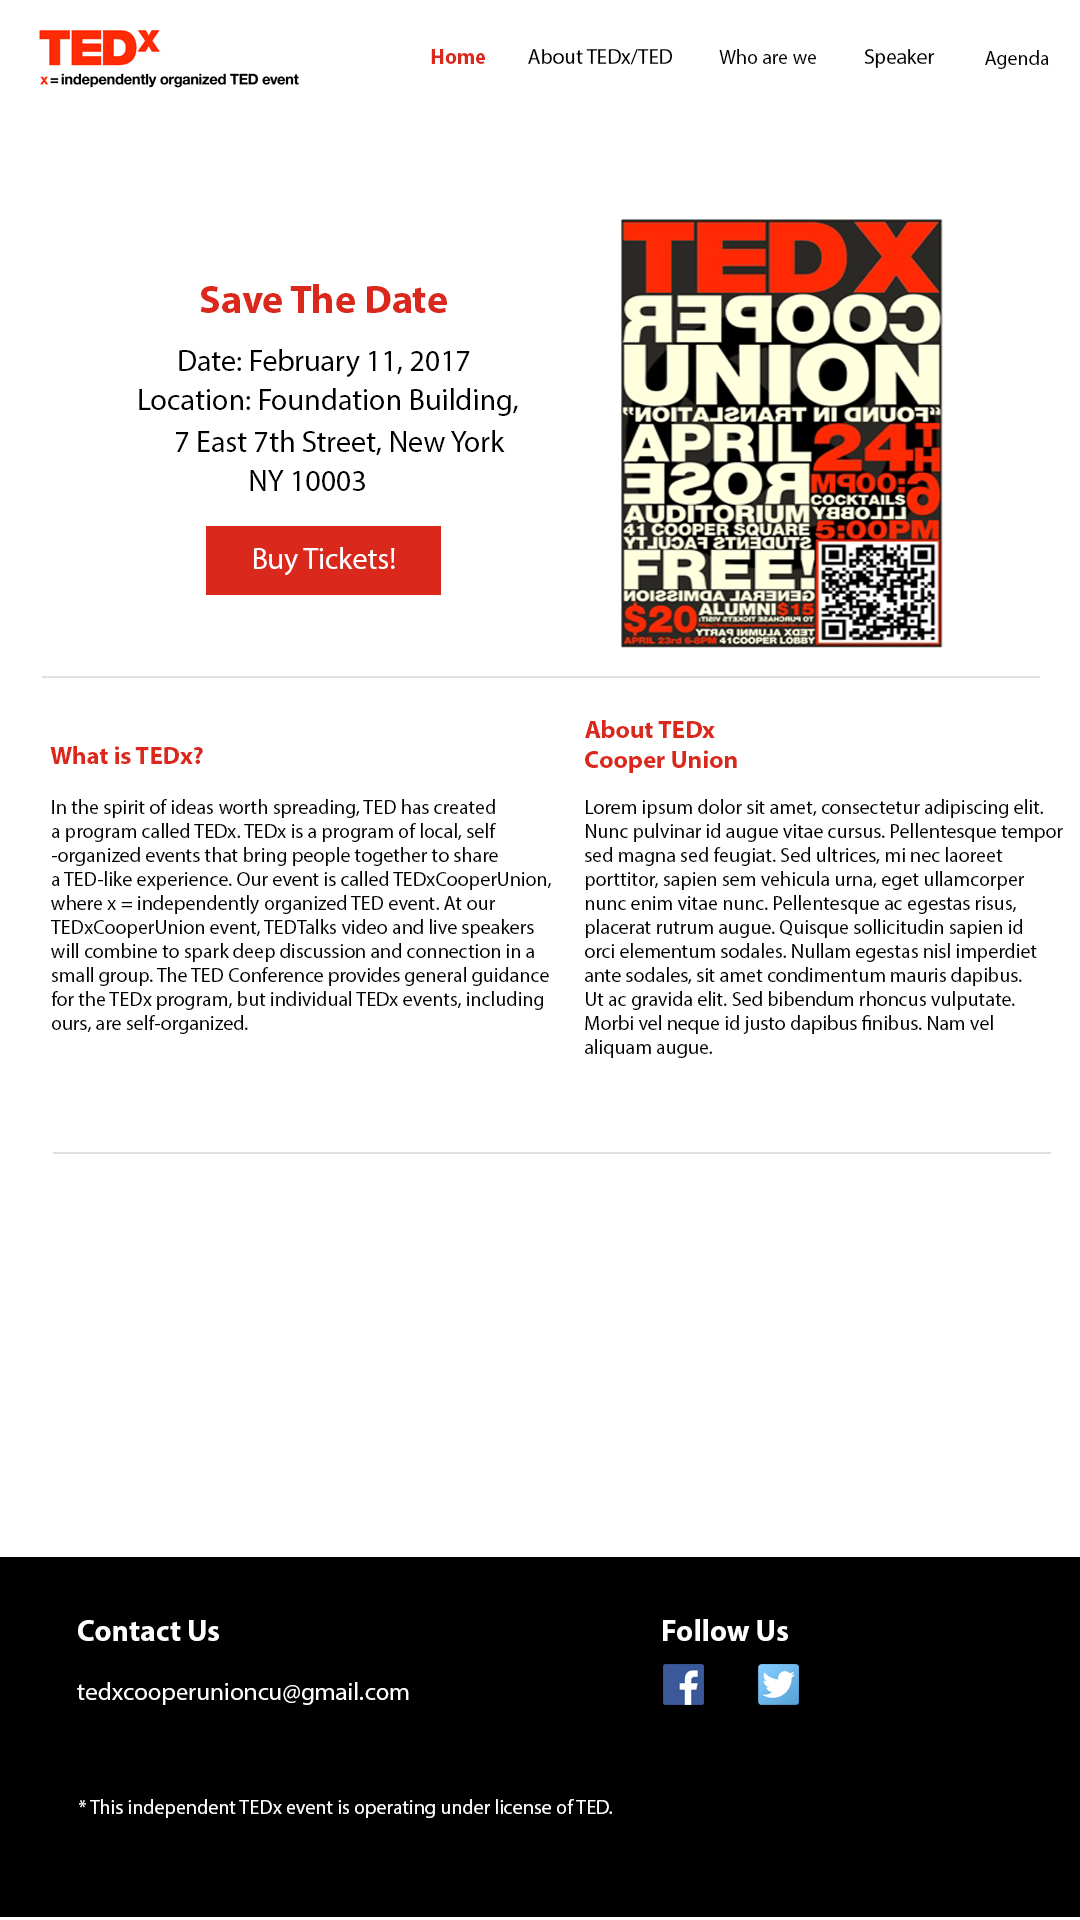 TEDx
x = independently organized TED event
Home
About TEDx/TED
Who are we
Speaker
Agenda
Save The Date
Date: February 11, 2017
Location: Foundation Building,
7 East 7th Street, New York
NY 10003
Buy Tickets!
TEDX
COOPER
UNION
"FOUND IN TRANSLATION"
APRIL 24TH
ROSE
AUDITORIUM
41 COOPER SQUARE
6:00PM
COCKTAILS
LOBBY
5:00PM
STUDENTS FACULTY
FREE!
GENERAL ADMISSION
$20 ALUMNI $15
TO PURCHASE TICKETS VISIT:
TEDX ALUMNI PARTY
APRIL 23rd 6-8PM 41COOPER LOBBY
What is TEDx?
In the spirit of ideas worth spreading, TED has created
a program called TEDx. TEDx is a program of local, self
-organized events that bring people together to share
a TED-like experience. Our event is called TEDxCooperUnion,
where x = independently organized TED event. At our
TEDxCooperUnion event, TEDTalks video and live speakers
will combine to spark deep discussion and connection in a
small group. The TED Conference provides general guidance
for the TEDx program, but individual TEDx events, including
ours, are self-organized.
About TEDx
Cooper Union
Lorem ipsum dolor sit amet, consectetur adipiscing elit.
Nunc pulvinar id augue vitae cursus. Pellentesque tempor
sed magna sed feugiat. Sed ultrices, mi nec laoreet
porttitor, sapien sem vehicula urna, eget ullamcorper
nunc enim vitae nunc. Pellentesque ac egestas risus,
placerat rutrum augue. Quisque sollicitudin sapien id
orci elementum sodales. Nullam egestas nisl imperdiet
ante sodales, sit amet condimentum mauris dapibus.
Ut ac gravida elit. Sed bibendum rhoncus vulputate.
Morbi vel neque id justo dapibus finibus. Nam vel
aliquam augue.
Contact Us
tedxcooperunioncu@gmail.com
Follow Us
* This independent TEDx event is operating under license of TED.